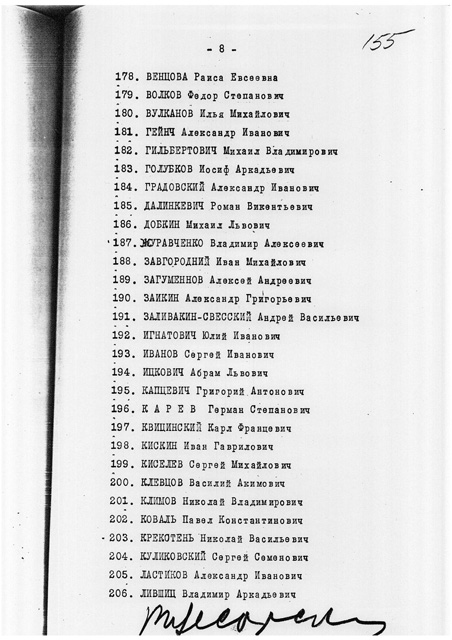 - 8 -
155
178. ВЕНЦОВА Раиса Евсеевна
179. ВОЛКОВ Федор Степанович
180. ВУЛКАНОВ Илья Михайлович
181. ГЕЙНЧ Александр Иванович
182. ГИЛЬБЕРТОВИЧ Михаил Владимирович
183. ГОЛУБКОВ Иосиф Аркадьевич
184. ГРАДОВСКИЙ Александр Иванович
185. ДАЛИНКЕВИЧ Роман Викентьевич
186. ДОБКИН Михаил Львович
187. ЖУРАВЧЕНКО Владимир Алексеевич
188. ЗАВГОРОДНИЙ Иван Михайлович
189. ЗАГУМЕННОВ Алексей Андреевич
190. ЗАИКИН Александр Григорьевич
191. ЗАЛИВАКИН-СВЕССКИЙ Андрей Васильевич
192. ИГНАТОВИЧ Юлий Иванович
193. ИВАНОВ Сергей Иванович
194. ИЦКОВИЧ Абрам Львович
195. КАПЦЕВИЧ Григорий Антонович
196. К А Р Е В Герман Степанович
197. КВИЦИНСКИЙ Карл Францевич
198. КИСКИН Иван Гаврилович
199. КИСЕЛЕВ Сергей Михайлович
200. КЛЕВЦОВ Василий Акимович
201. КЛИМОВ Николай Владимирович
202. КОВАЛЬ Павел Константинович
203. КРЕКСТЕНЬ Николай Васильевич
204. КУЛИКОВСКИЙ Сергей Семенович
205. ЛАСТИКОВ Александр Иванович
206. ЛИВШИЦ Владимир Аркадьевич